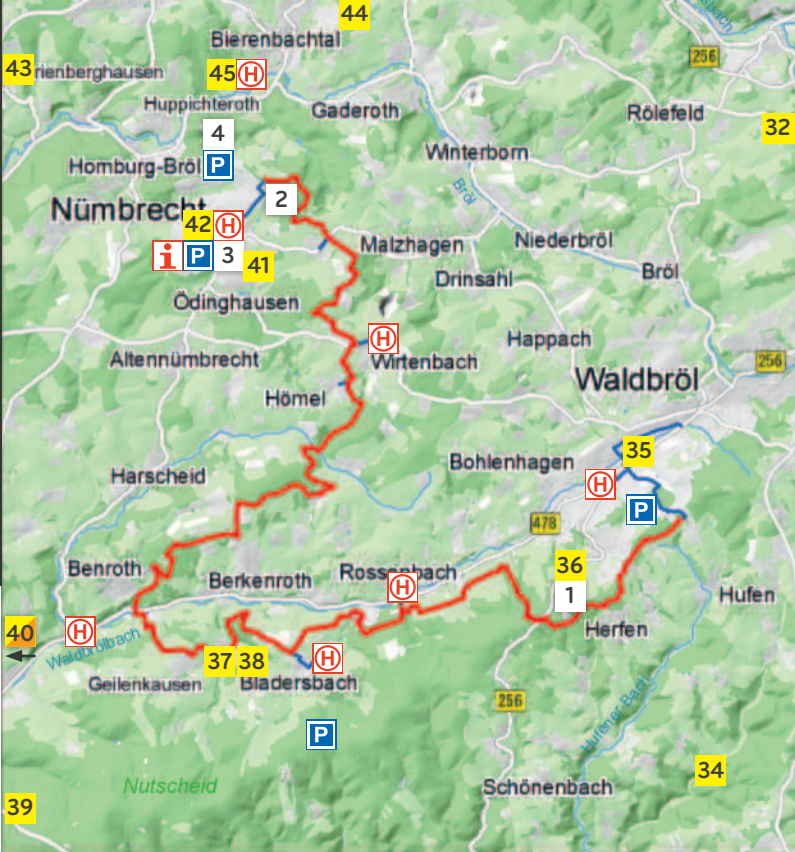 44
Bierenbachtal
256
43
rienberghausen
45 H
Huppichteroth
Gaderoth
Rölefeld
4
32
Winterborn
Homburg-Bröl P
Bröl
2
Nümbrecht
42 H
Malzhagen
Niederbröl
i P 3
41
Bröl
Drinsahl
Ödinghausen
H
Happach
Altennümbrecht
Wirtenbach
256
Waldbröl
Hömel
35
Bohlenhagen
Harscheid
H
P
478
36
Benroth
Berkenroth
Rossenbach
H
1
Hufen
40
H
Herfen
Waldbrölbach
37 38
H
Geilenkausen
Bladersbach
256
Hufener Bach
P
34
Nutscheid
Schönenbach
39